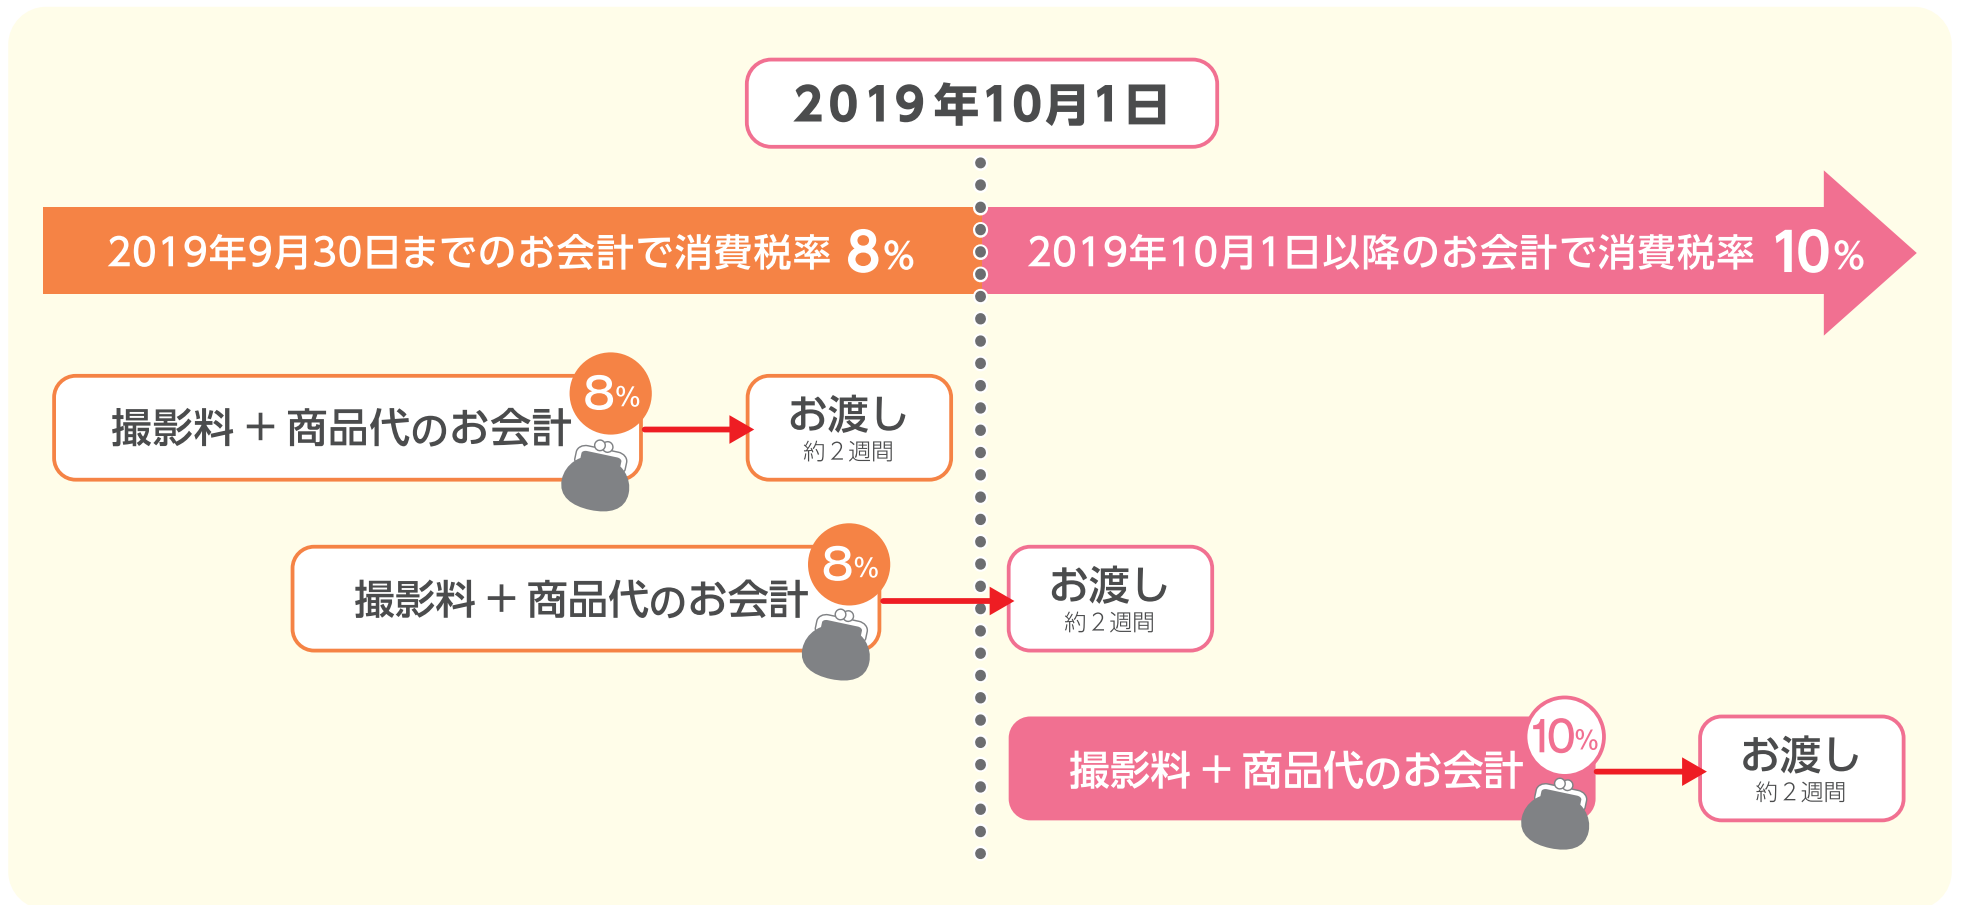 2019年10月1日
2019年9月30日までのお会計で消費税率 8%
2019年10月1日以降のお会計で消費税率 10%
撮影料＋商品代のお会計
8%
お渡し
約２週間
撮影料＋商品代のお会計
8%
お渡し
約２週間
撮影料＋商品代のお会計
10%
お渡し
約２週間